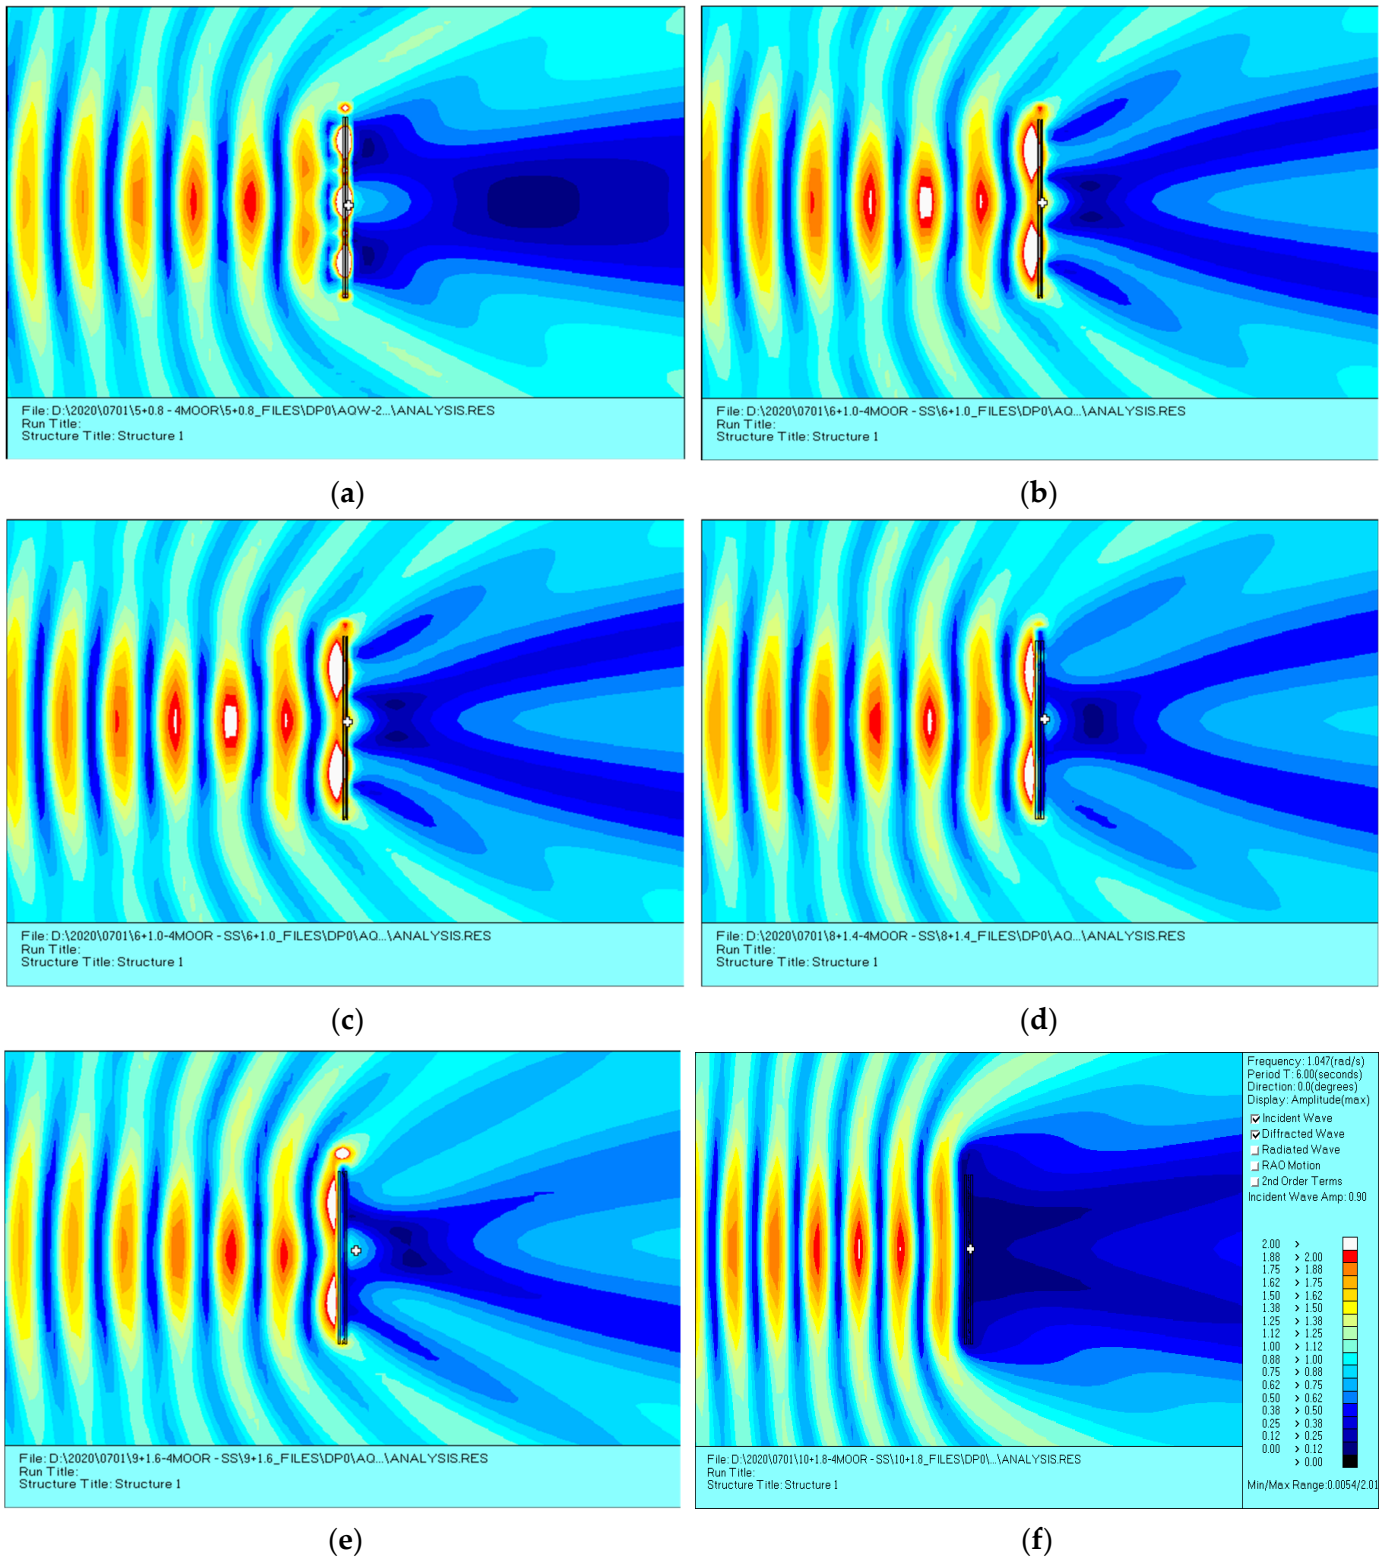 File: D:\2020\0701\5+0.8 - 4MOOR\5+0.8_FILES\DP0\AQW-2...\ANALYSIS.RES
Run Title:
Structure Title: Structure 1
File: D:\2020\0701\6+1.0-4MOOR - SS\6+1.0_FILES\DP0\AQ...\ANALYSIS.RES
Run Title:
Structure Title: Structure 1
(a)
(b)
File: D:\2020\0701\6+1.0-4MOOR - SS\6+1.0_FILES\DP0\AQ...\ANALYSIS.RES
Run Title:
Structure Title: Structure 1
File: D:\2020\0701\8+1.4-4MOOR - SS\8+1.4_FILES\DP0\AQ...\ANALYSIS.RES
Run Title:
Structure Title: Structure 1
(c)
(d)
File: D:\2020\0701\9+1.6-4MOOR - SS\9+1.6_FILES\DP0\AQ...\ANALYSIS.RES
Run Title:
Structure Title: Structure 1
Frequency: 1.047(rad/s)
Period T: 6.00(seconds)
Direction: 0.0(degrees)
Display: Amplitude(max)
Incident Wave
Diffracted Wave
Radiated Wave
RAO Motion
2nd Order Terms
Incident Wave Amp: 0.90
2.00 >
1.88 > 2.00
1.75 > 1.88
1.62 > 1.75
1.50 > 1.62
1.38 > 1.50
1.25 > 1.38
1.12 > 1.25
1.00 > 1.12
0.88 > 1.00
0.75 > 0.88
0.62 > 0.75
0.50 > 0.62
0.38 > 0.50
0.25 > 0.38
0.12 > 0.25
0.00 > 0.12
> 0.00
Min/Max Range:0.0054/2.01
File: D:\2020\0701\10+1.8-4MOOR - SS\10+1.8_FILES\DP0\...\ANALYSIS.RES
Run Title:
Structure Title: Structure 1
(e)
(f)